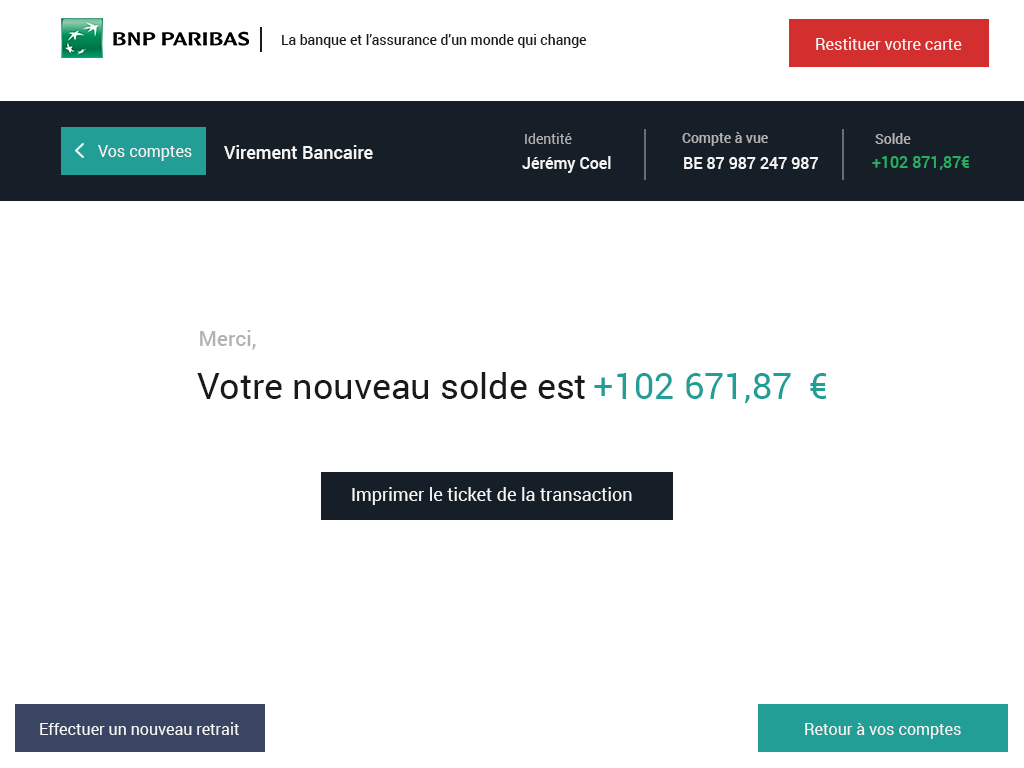 BNP PARIBAS
La banque et l’assurance d’un monde qui change
Restituer votre carte
Vos comptes
Virement Bancaire
Identité
Jérémy Coel
Compte à vue
BE 87 987 247 987
Solde
+102 871,87€
Merci,
Votre nouveau solde est +102 671,87 €
Imprimer le ticket de la transaction
Effectuer un nouveau retrait
Retour à vos comptes